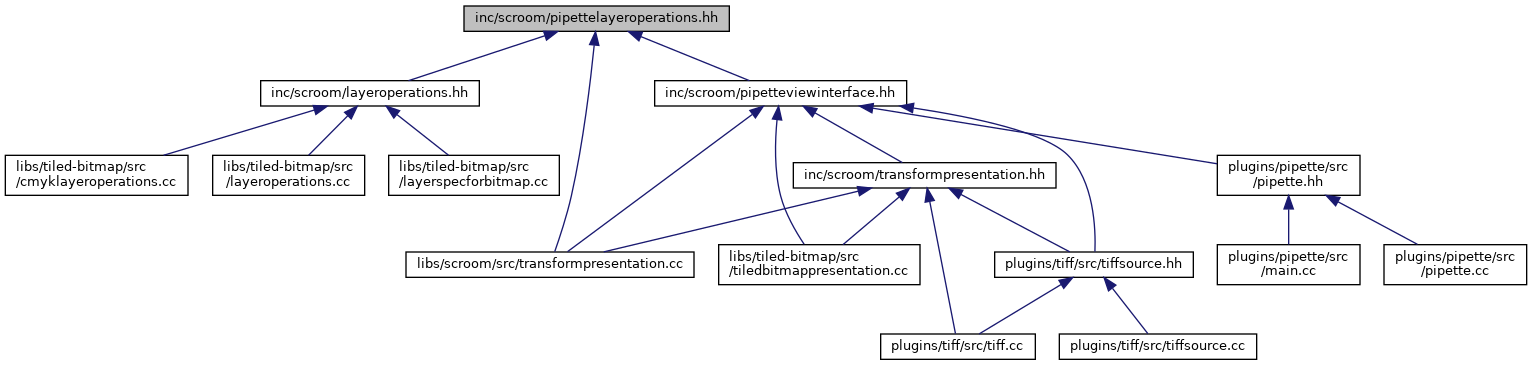 inc/scroom/pipettelayeroperations.hh
inc/scroom/layeroperations.hh
inc/scroom/pipetteviewinterface.hh
libs/tiled-bitmap/src
/cmyklayeroperations.cc
libs/tiled-bitmap/src
/layeroperations.cc
libs/tiled-bitmap/src
/layerspecforbitmap.cc
inc/scroom/transformpresentation.hh
plugins/pipette/src
/pipette.hh
libs/scroom/src/transformpresentation.cc
libs/tiled-bitmap/src
/tiledbitmappresentation.cc
plugins/tiff/src/tiffsource.hh
plugins/pipette/src
/main.cc
plugins/pipette/src
/pipette.cc
plugins/tiff/src/tiff.cc
plugins/tiff/src/tiffsource.cc